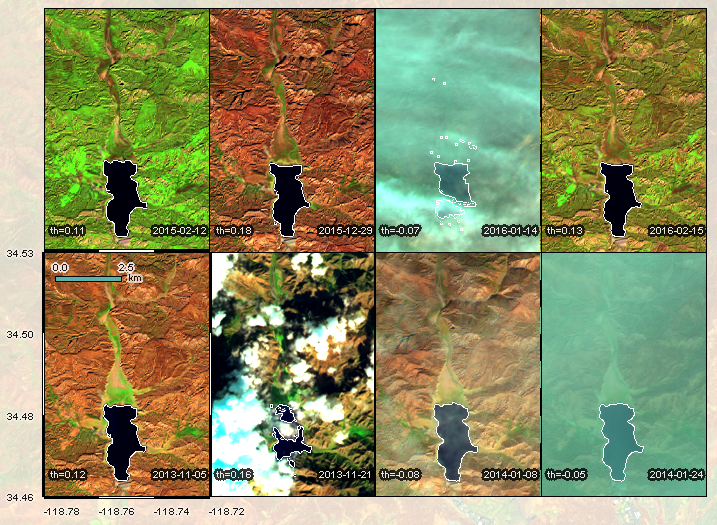 th=0.11 2015-02-12
th=0.18 2015-12-29
th=-0.07 2016-01-14
th=0.13 2016-02-15
34.53
0.0 2.5
km
34.50
34.48
th=0.12 2013-11-05
th=0.16 2013-11-21
th=-0.08 2014-01-08
th=-0.05 2014-01-24
34.46
-118.78 -118.76 -118.74 -118.72